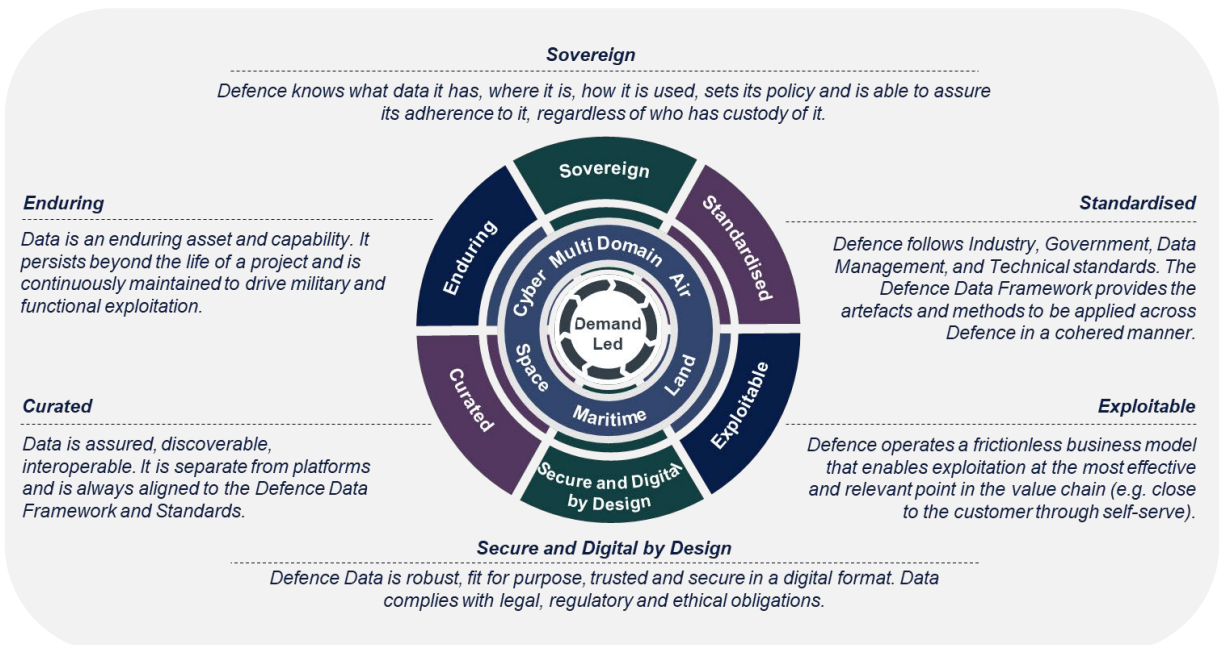 Sovereign
Defence knows what data it has, where it is, how it is used, sets its policy and is able to assure
its adherence to it, regardless of who has custody of it.
Enduring
Data is an enduring asset and capability. It
persists beyond the life of a project and is
continuously maintained to drive military and
functional exploitation.
Curated
Data is assured, discoverable,
interoperable. It is separate from platforms
and is always aligned to the Defence Data
Framework and Standards.
Sovereign
Standardised
Exploitable
Secure and Digital
by Design
Curated
Enduring
Multi Domain
Air
Land
Maritime
Space
Cyber
Demand
Led
Standardised
Defence follows Industry, Government, Data
Management, and Technical standards. The
Defence Data Framework provides the
artefacts and methods to be applied across
Defence in a cohered manner.
Exploitable
Defence operates a frictionless business model
that enables exploitation at the most effective
and relevant point in the value chain (e.g. close
to the customer through self-serve).
Secure and Digital by Design
Defence Data is robust, fit for purpose, trusted and secure in a digital format. Data
complies with legal, regulatory and ethical obligations.